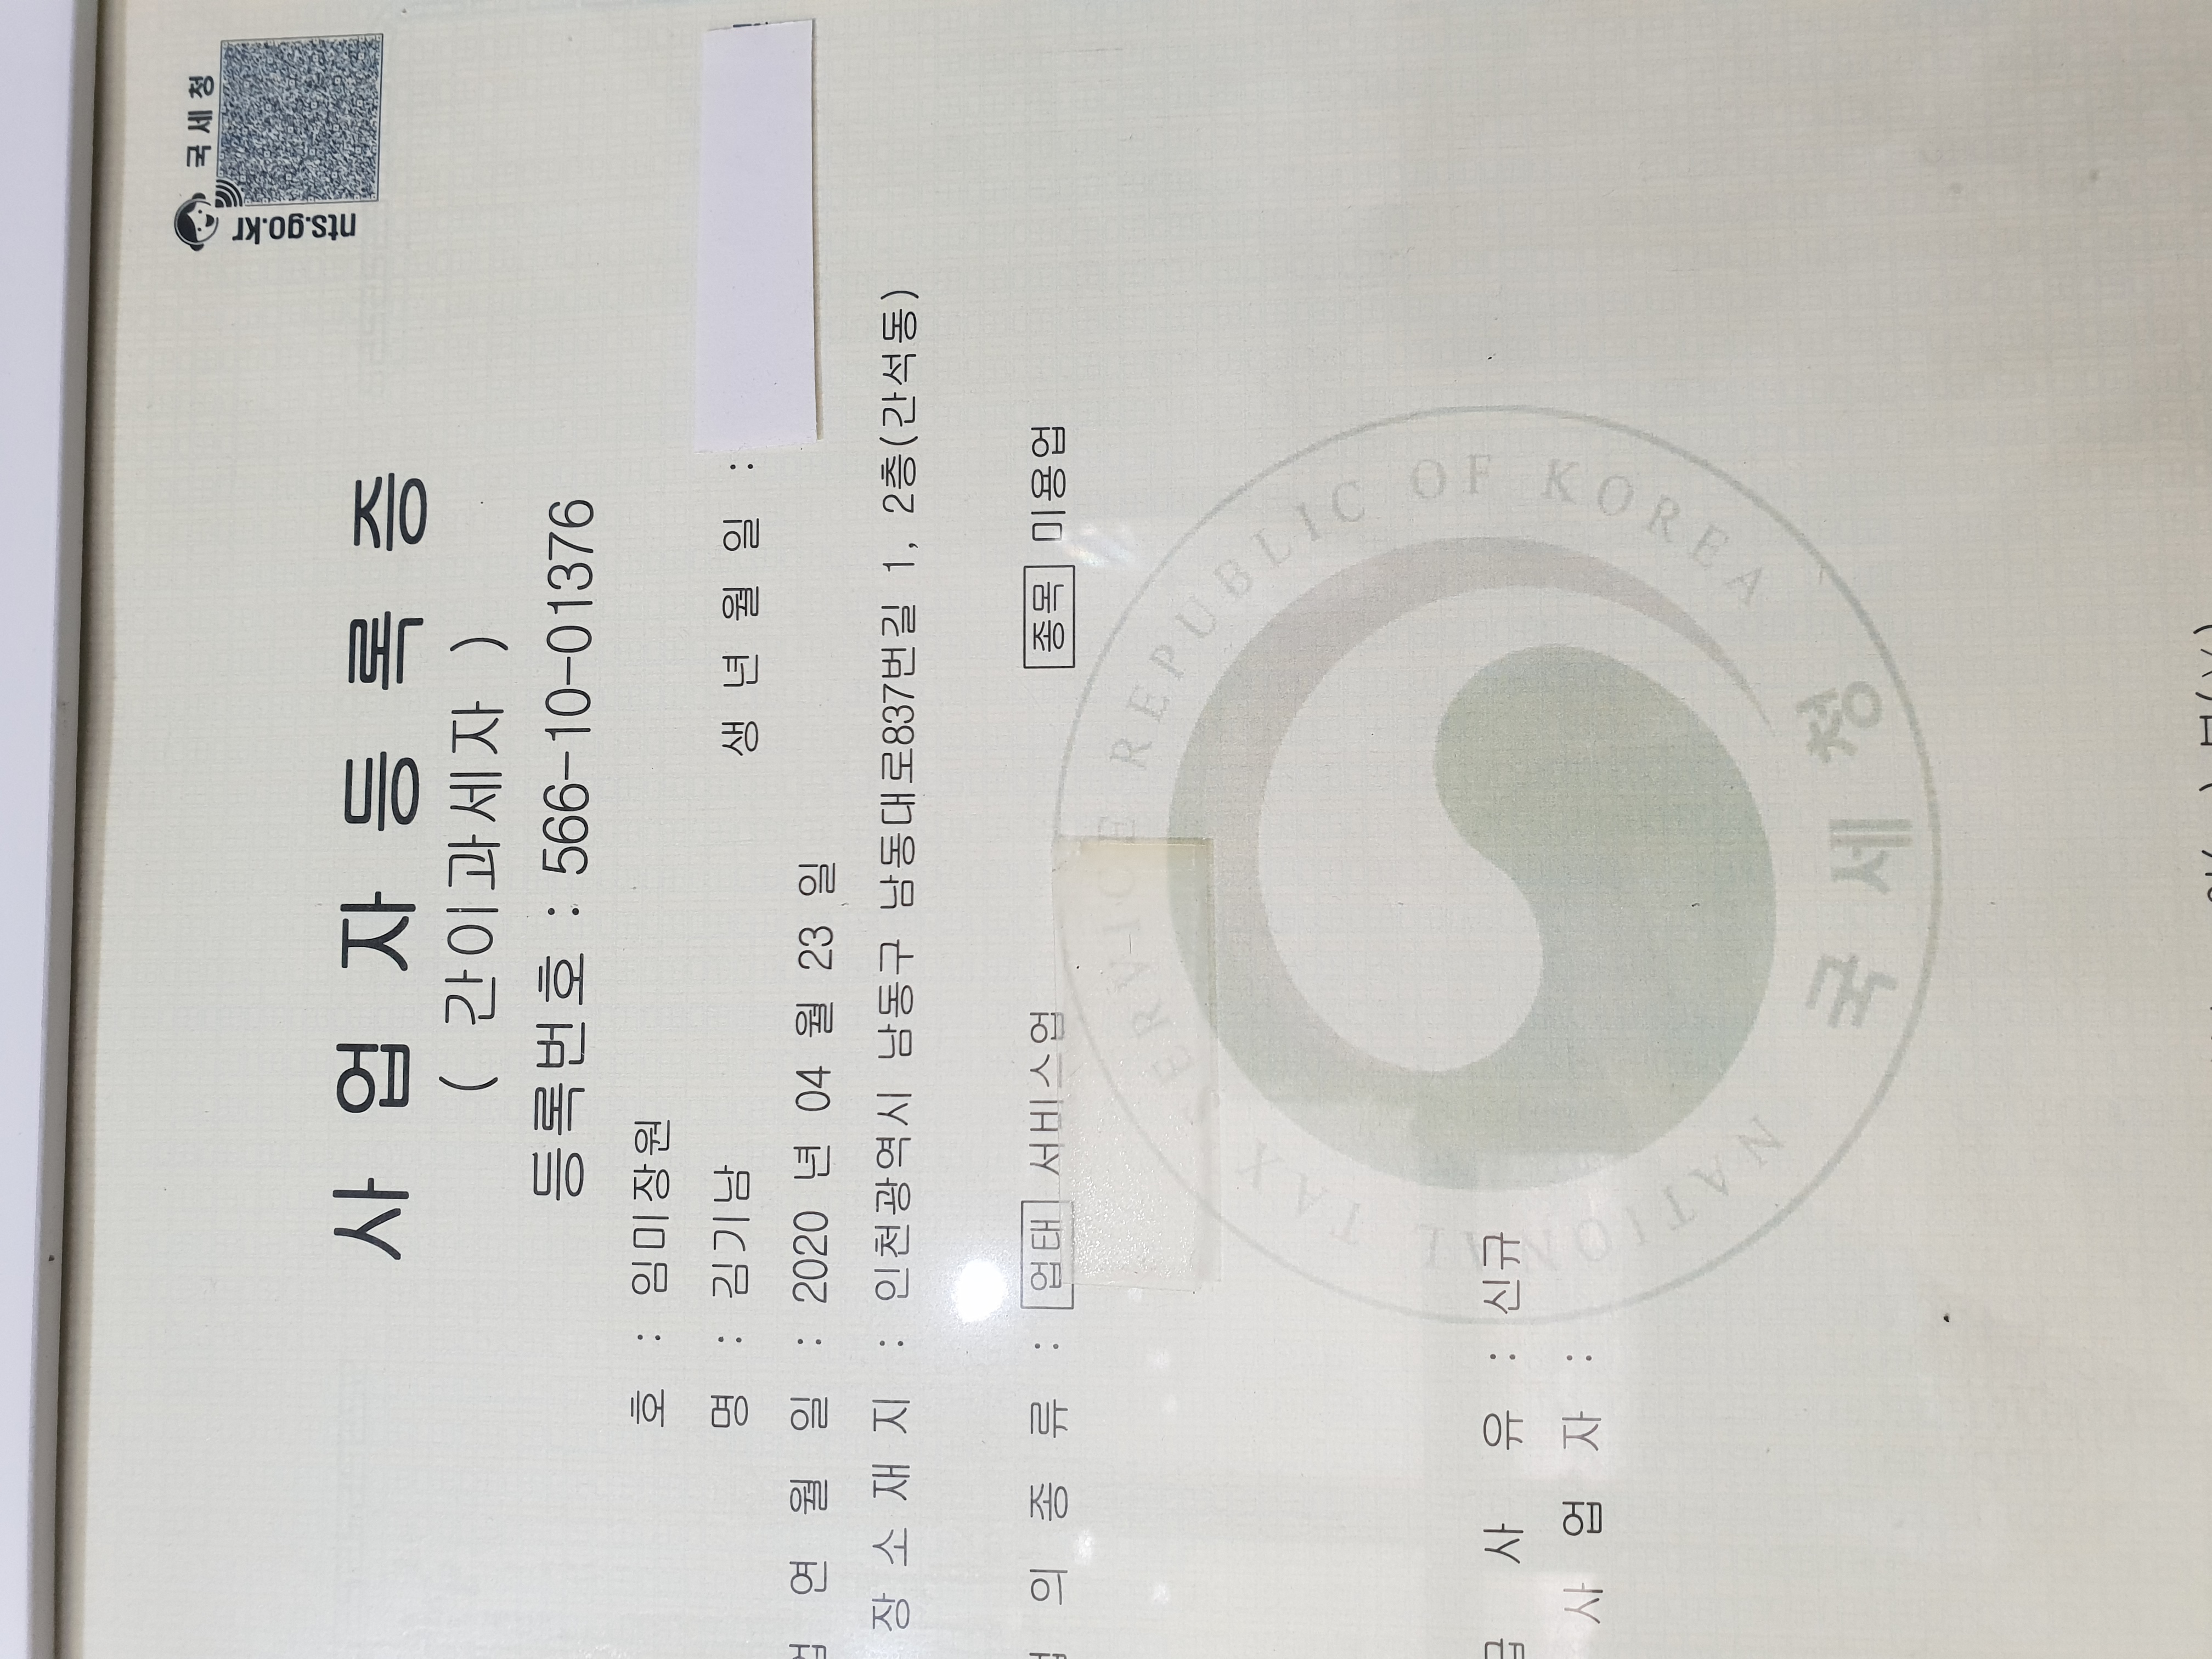 국세청
nts.go.kr
사업자등록증
( 간이과세자 )
등록번호 : 566-10-01376
호 : 임미장원
명 : 김기남 생년월일 :
업 연 월 일 : 2020 년 04 월 23 일
장 소 재 지 : 인천광역시 남동구 남동대로837번길 1, 2층(간석동)
의 종 류 : 업태 서비스업 종목 미용업
급 사 유 : 신규
사 업 자 :
NATIONAL TAX SERVICE REPUBLIC OF KOREA
국세청